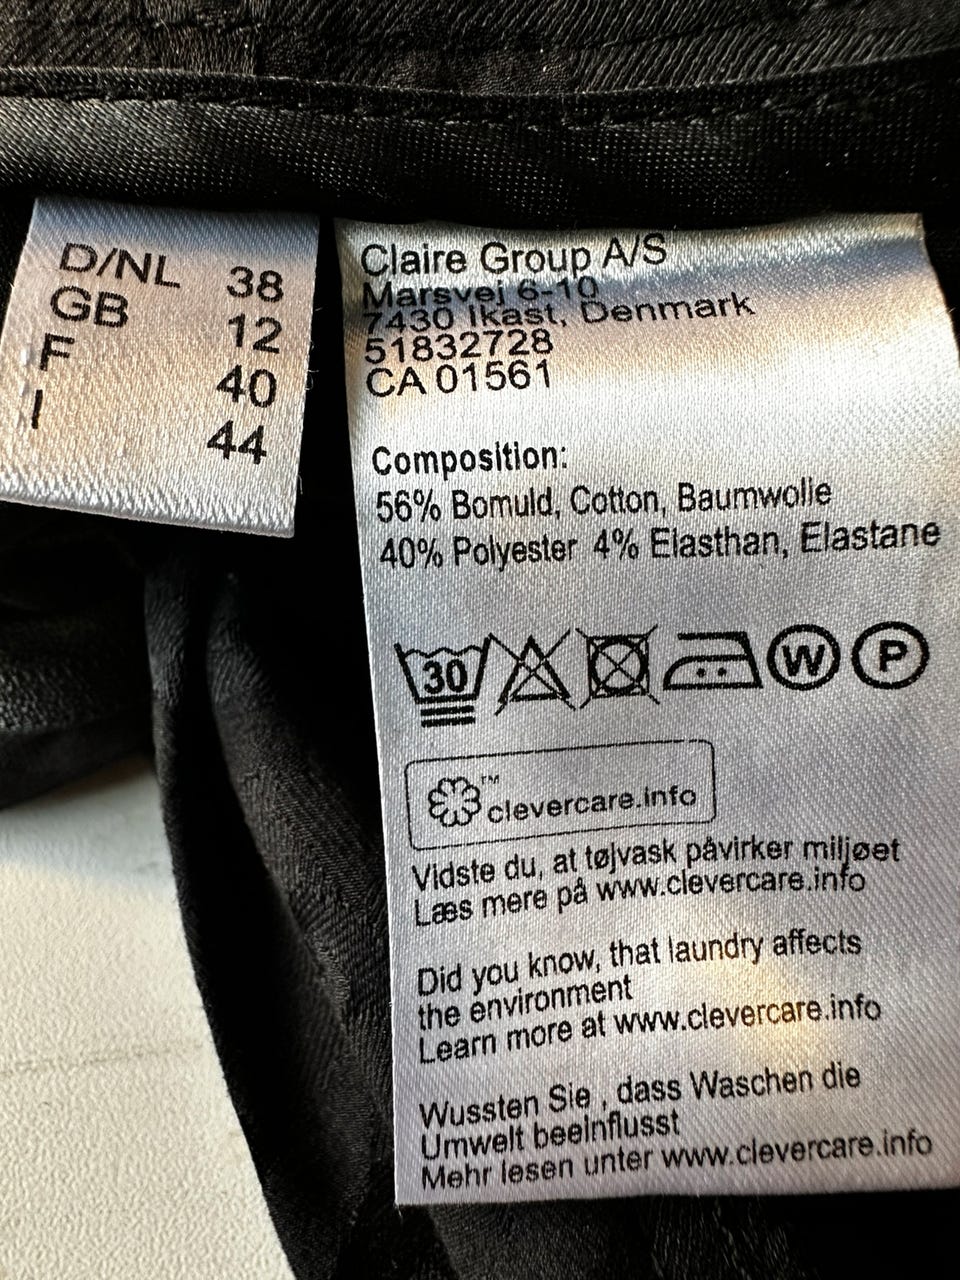 D/NL 38
GB 12
F 40
I 44
Claire Group A/S
Marsvej 6-10
7430 Ikast, Denmark
51832728
CA 01561
Composition:
56% Bomuld, Cotton, Baumwolle
40% Polyester 4% Elasthan, Elastane
30 W P
™ clevercare.info
Vidste du, at tøjvask påvirker miljøet
Læs mere på www.clevercare.info
Did you know, that laundry affects
the environment
Learn more at www.clevercare.info
Wussten Sie , dass Waschen die
Umwelt beeinflusst
Mehr lesen unter www.clevercare.info